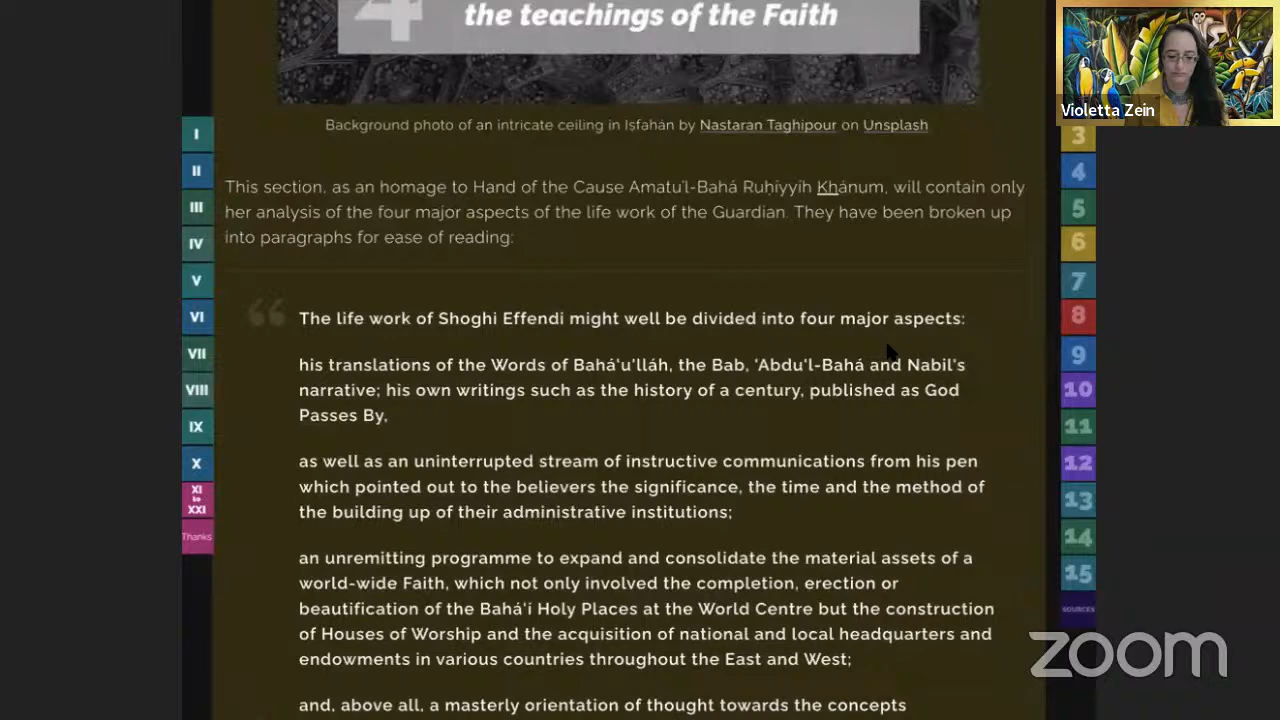 4
the teachings of the Faith
Background photo of an intricate ceiling in Iṣfahán by Nastaran Taghipour on Unsplash
This section, as an homage to Hand of the Cause Amatu'l-Bahá Ruḥíyyih Khánum, will contain only
her analysis of the four major aspects of the life work of the Guardian. They have been broken up
into paragraphs for ease of reading:
“
The life work of Shoghi Effendi might well be divided into four major aspects:
his translations of the Words of Bahá'u'lláh, the Bab, 'Abdu'l-Bahá and Nabil's
narrative; his own writings such as the history of a century, published as God
Passes By,
as well as an uninterrupted stream of instructive communications from his pen
which pointed out to the believers the significance, the time and the method of
the building up of their administrative institutions;
an unremitting programme to expand and consolidate the material assets of a
world-wide Faith, which not only involved the completion, erection or
beautification of the Bahá'í Holy Places at the World Centre but the construction
of Houses of Worship and the acquisition of national and local headquarters and
endowments in various countries throughout the East and West;
and, above all, a masterly orientation of thought towards the concepts
I
II
III
IV
V
VI
VII
VIII
IX
X
XI
to
XXI
Thanks
Violetta Zein
3
4
5
6
7
8
9
10
11
12
13
14
15
SOURCES
zoom